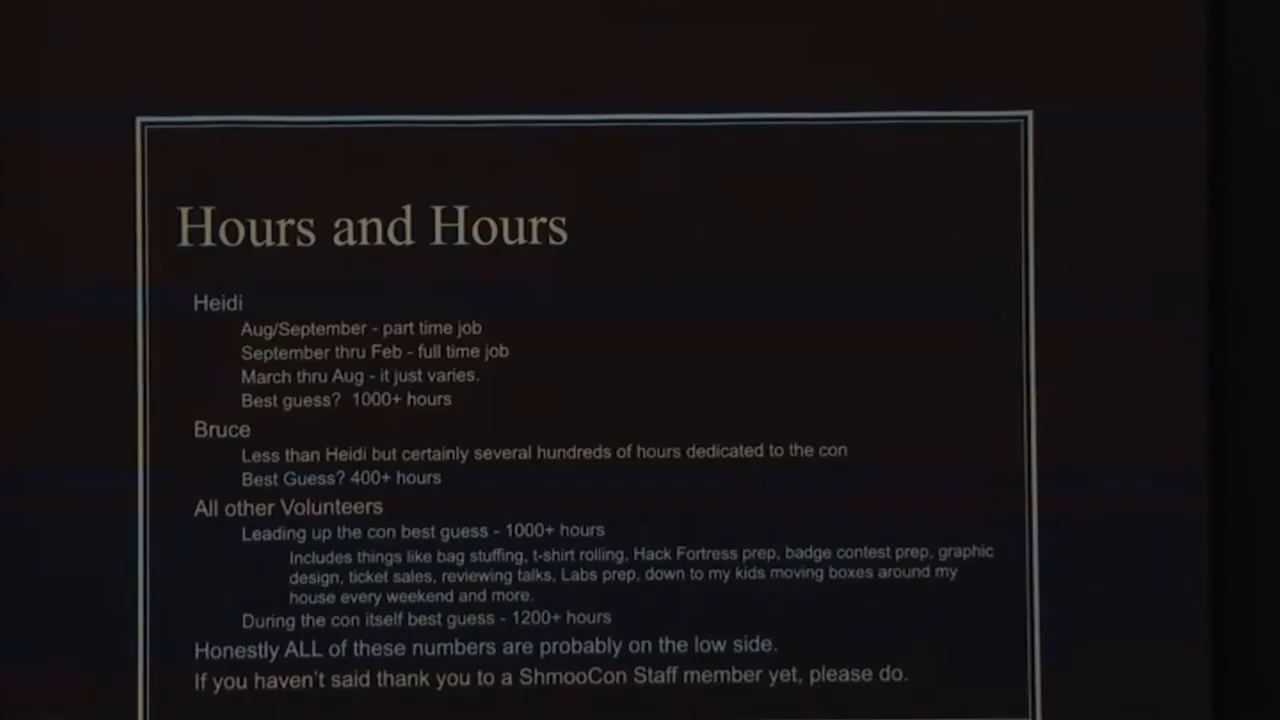 Hours and Hours
Heidi
Aug/September - part time job
September thru Feb - full time job
March thru Aug - it just varies.
Best guess?  1000+ hours
Bruce
Less than Heidi but certainly several hundreds of hours dedicated to the con
Best Guess? 400+ hours
All other Volunteers
Leading up the con best guess - 1000+ hours
Includes things like bag stuffing, t-shirt rolling, Hack Fortress prep, badge contest prep, graphic
design, ticket sales, reviewing talks, Labs prep, down to my kids moving boxes around my
house every weekend and more.
During the con itself best guess - 1200+ hours
Honestly ALL of these numbers are probably on the low side.
If you haven't said thank you to a ShmooCon Staff member yet, please do.